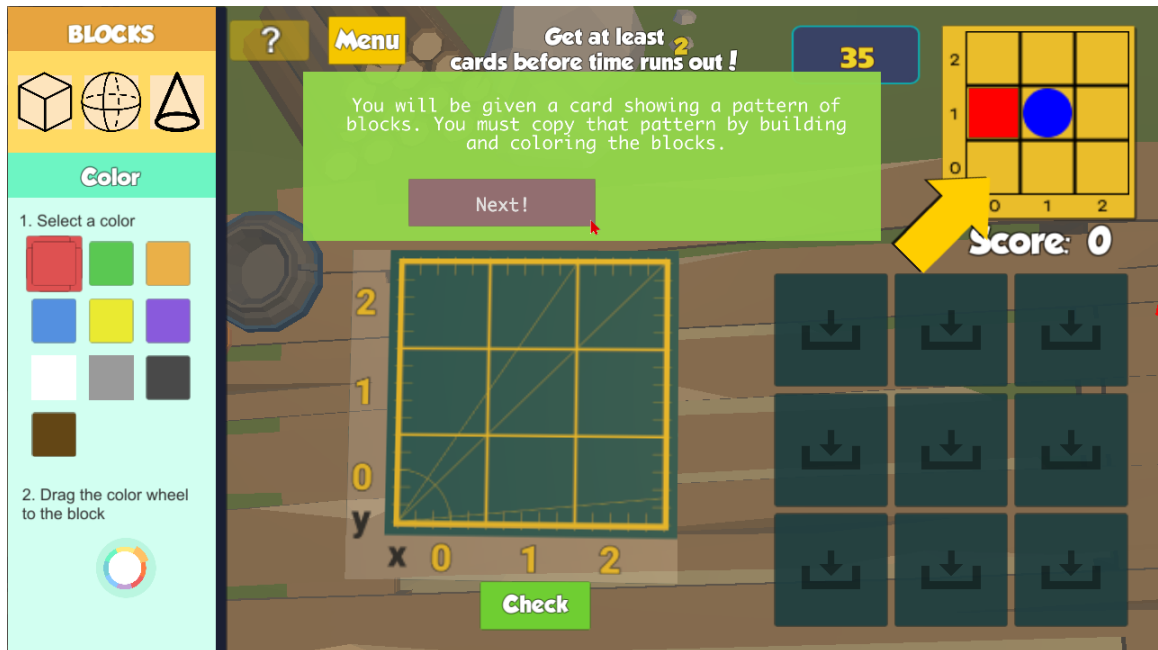 BLOCKS
Color
1. Select a color
2. Drag the color wheel
to the block
?
Menu
Get at least 2
cards before time runs out!
35
You will be given a card showing a pattern of
blocks. You must copy that pattern by building
and coloring the blocks.
Next!
2
1
0
0 1 2
Score: 0
2
1
0
y
x 0 1 2
Check